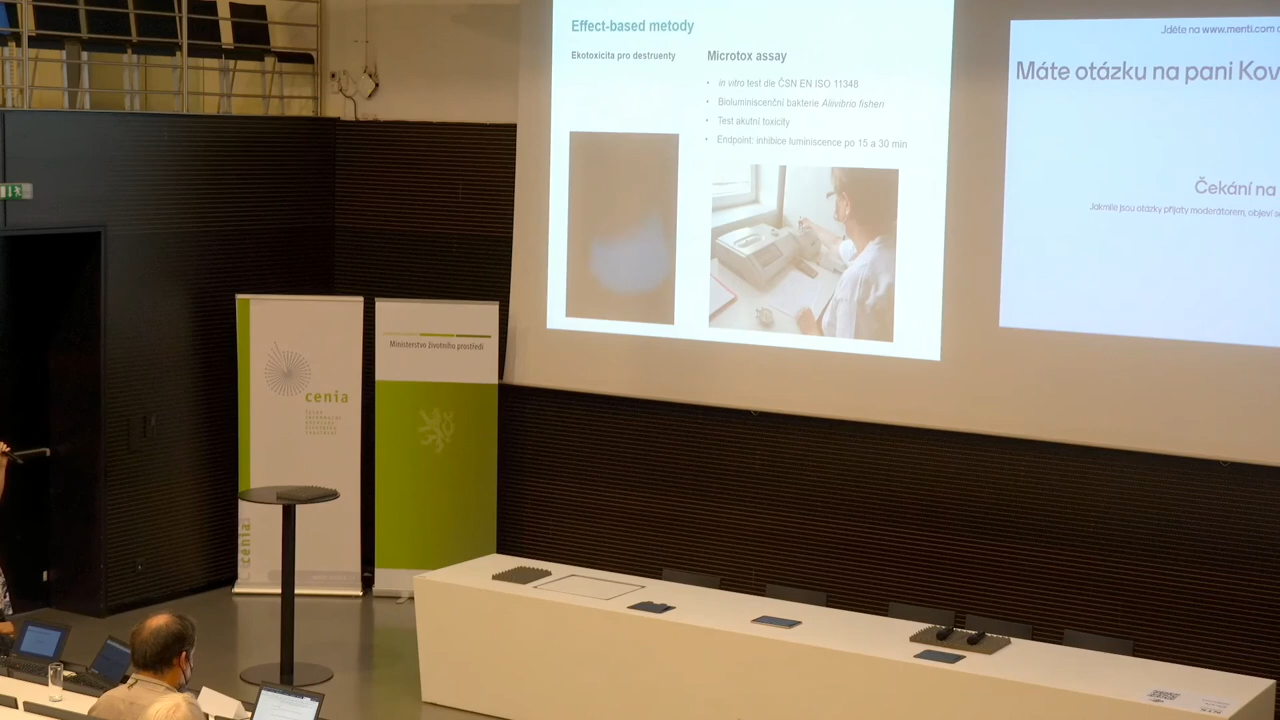 Effect-based metody
Ekotoxicita pro destruenty
Microtox assay
• in vitro test dle ČSN EN ISO 11348
• Bioluminiscenční bakterie Aliivibrio fisheri
• Test akutní toxicity
• Endpoint: inhibice luminiscence po 15 a 30 min
Jděte na www.menti.com
Máte otázku na pani Kov
Čekání na
Jakmile jsou otázky přijaty moderátorem, objeví
cenia
Ministerstvo životního prostředí
cenia